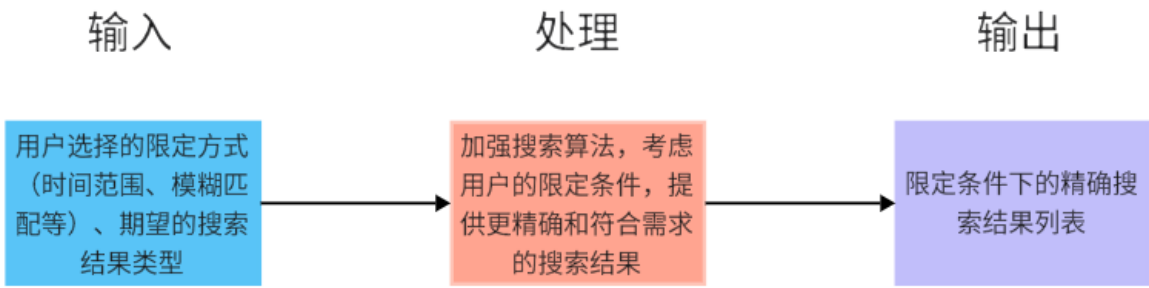 输入
处理
输出
用户选择的限定方式
（时间范围、模糊匹
配等）、期望的搜索
结果类型
加强搜索算法，考虑
用户的限定条件，提
供更精确和符合需求
的搜索结果
限定条件下的精确搜
索结果列表